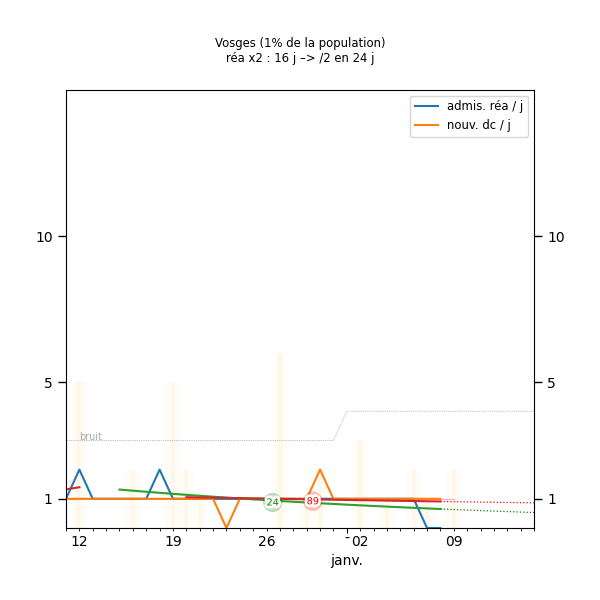 Vosges (1% de la population)
réa x2 : 16 j –> /2 en 24 j
admis. réa / j
nouv. dc / j
10 10
5 5
bruit
1 24 89 1
12 19 26 02 09
janv.